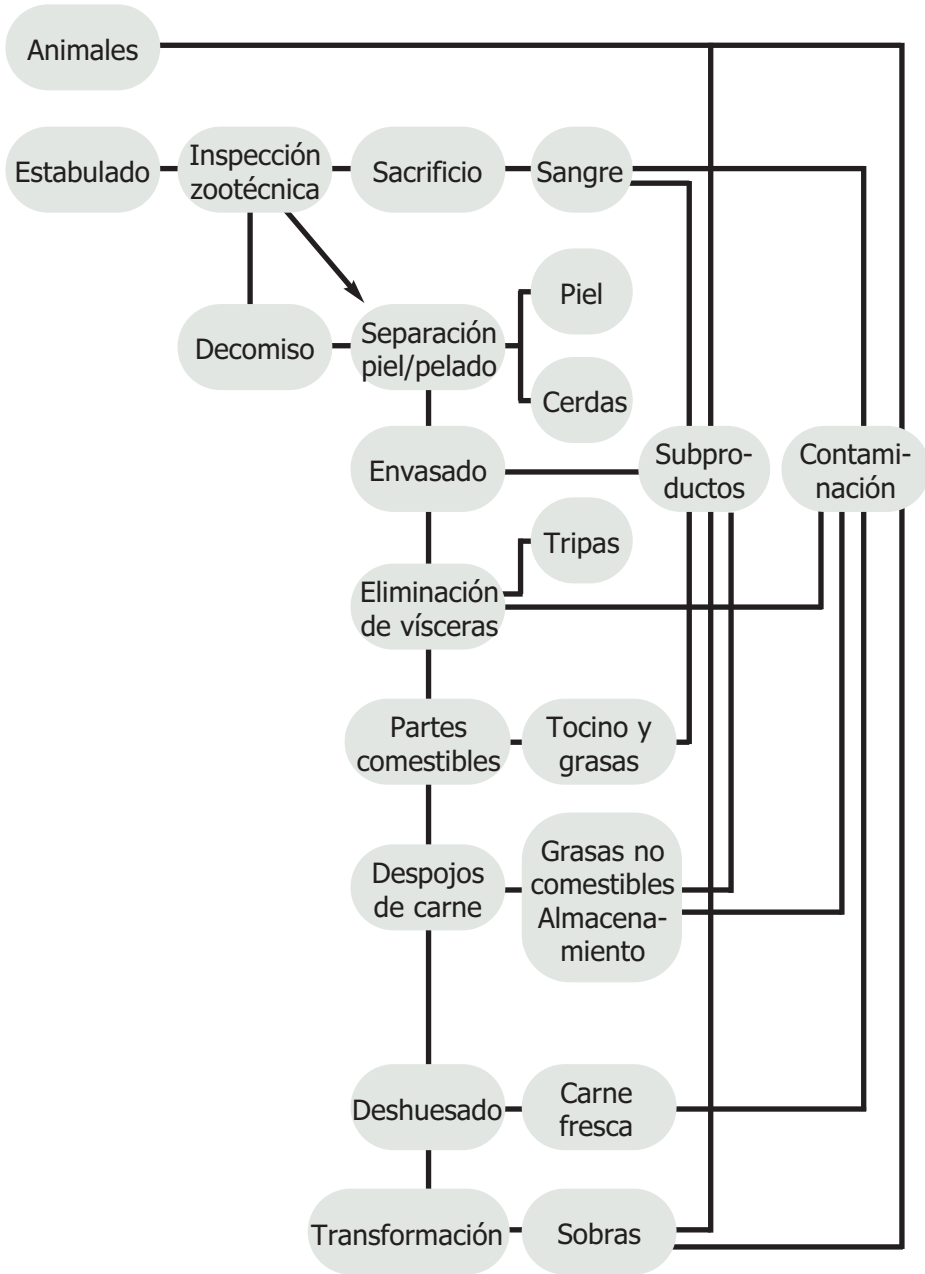 Animales
Estabulado
Inspección
zootécnica
Sacrificio
Sangre
Piel
Decomiso
Separación
piel/pelado
Cerdas
Envasado
Subpro-
ductos
Contami-
nación
Tripas
Eliminación
de vísceras
Partes
comestibles
Tocino y
grasas
Despojos
de carne
Grasas no
comestibles
Almacena-
miento
Deshuesado
Carne
fresca
Transformación
Sobras